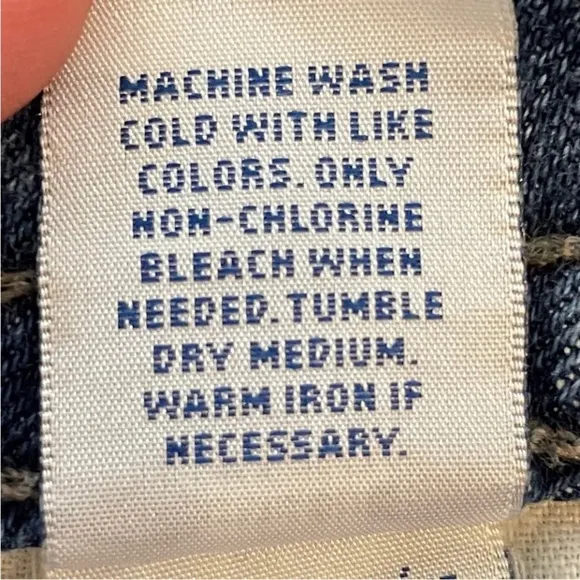 MACHINE WASH
COLD WITH LIKE
COLORS. ONLY
NON-CHLORINE
BLEACH WHEN
NEEDED. TUMBLE
DRY MEDIUM.
WARM IRON IF
NECESSARY.